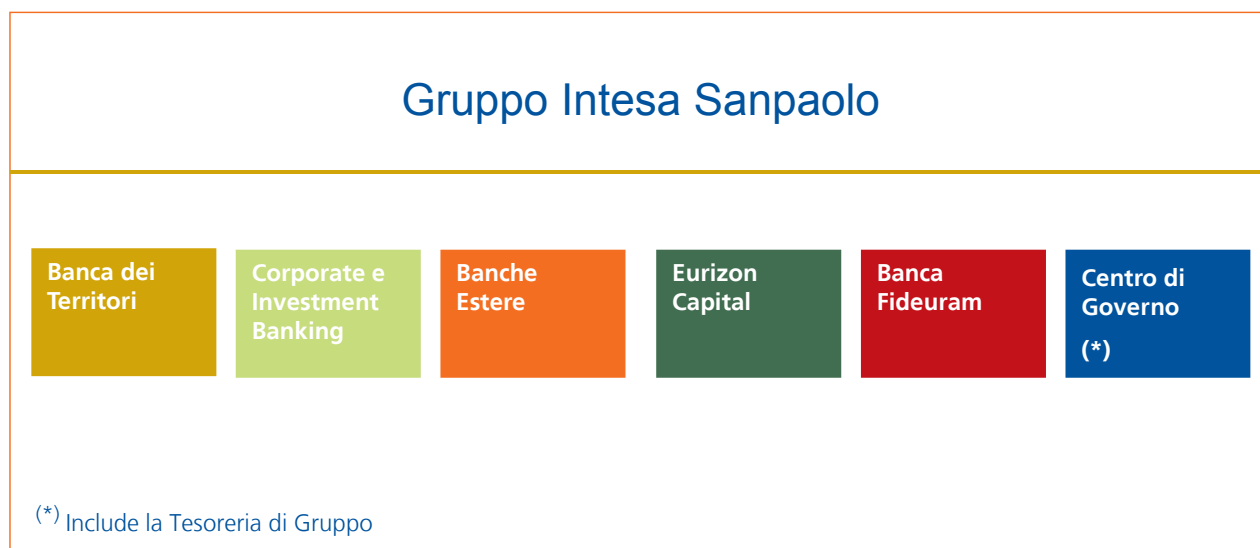 Gruppo Intesa Sanpaolo
Banca dei
Territori
Corporate e
Investment
Banking
Banche
Estere
Eurizon
Capital
Banca
Fideuram
Centro di
Governo
(*)
(*) Include la Tesoreria di Gruppo